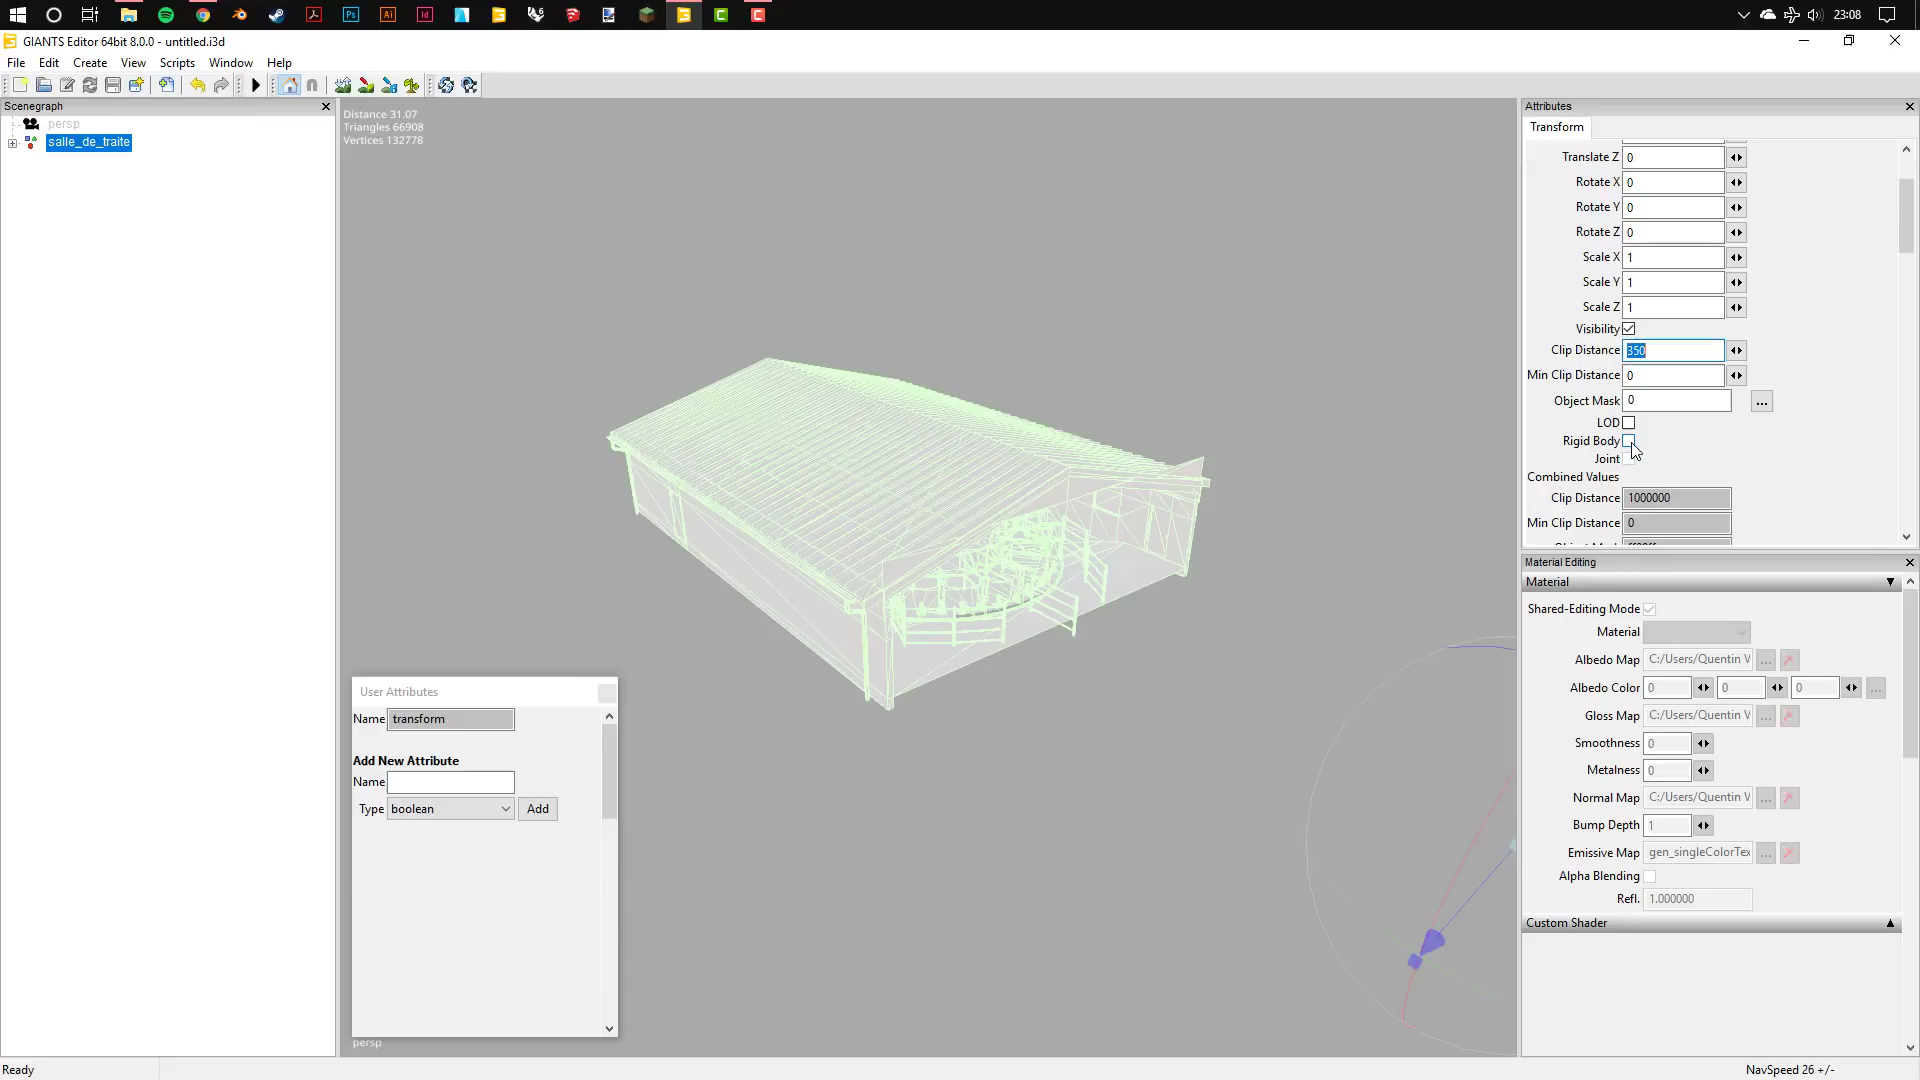 23:08
GIANTS Editor 64bit 8.0.0 - untitled.i3d
File Edit Create View Scripts Window Help
Scenegraph
persp
salle_de_traite
Distance 31.07
Triangles 66908
Vertices 132778
User Attributes
Name transform
Add New Attribute
Name
Type boolean Add
persp
Attributes
Transform
Translate Z 0
Rotate X 0
Rotate Y 0
Rotate Z 0
Scale X 1
Scale Y 1
Scale Z 1
Visibility
Clip Distance 350
Min Clip Distance 0
Object Mask 0 ...
LOD
Rigid Body
Joint
Combined Values
Clip Distance 1000000
Min Clip Distance 0
Material Editing
Material
Shared-Editing Mode
Material
Albedo Map C:/Users/Quentin V ...
Albedo Color 0 0 0 ...
Gloss Map C:/Users/Quentin V ...
Smoothness 0
Metalness 0
Normal Map C:/Users/Quentin V ...
Bump Depth 1
Emissive Map gen_singleColorTex ...
Alpha Blending
Refl. 1.000000
Custom Shader
Ready
NavSpeed 26 +/-